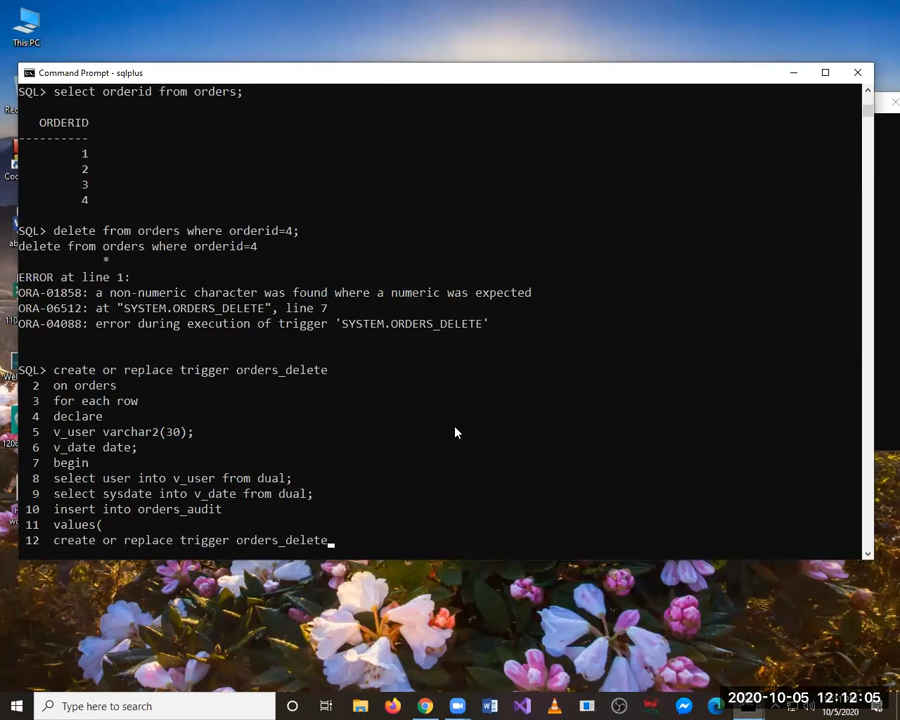 This PC
Command Prompt - sqlplus
SQL> select orderid from orders;
ORDERID
----------
1
2
3
4
SQL> delete from orders where orderid=4;
delete from orders where orderid=4
*
ERROR at line 1:
ORA-01858: a non-numeric character was found where a numeric was expected
ORA-06512: at "SYSTEM.ORDERS_DELETE", line 7
ORA-04088: error during execution of trigger 'SYSTEM.ORDERS_DELETE'
SQL> create or replace trigger orders_delete
2 on orders
3 for each row
4 declare
5 v_user varchar2(30);
6 v_date date;
7 begin
8 select user into v_user from dual;
9 select sysdate into v_date from dual;
10 insert into orders_audit
11 values(
12 create or replace trigger orders_delete
Type here to search
2020-10-05 12:12:05
10/5/2020